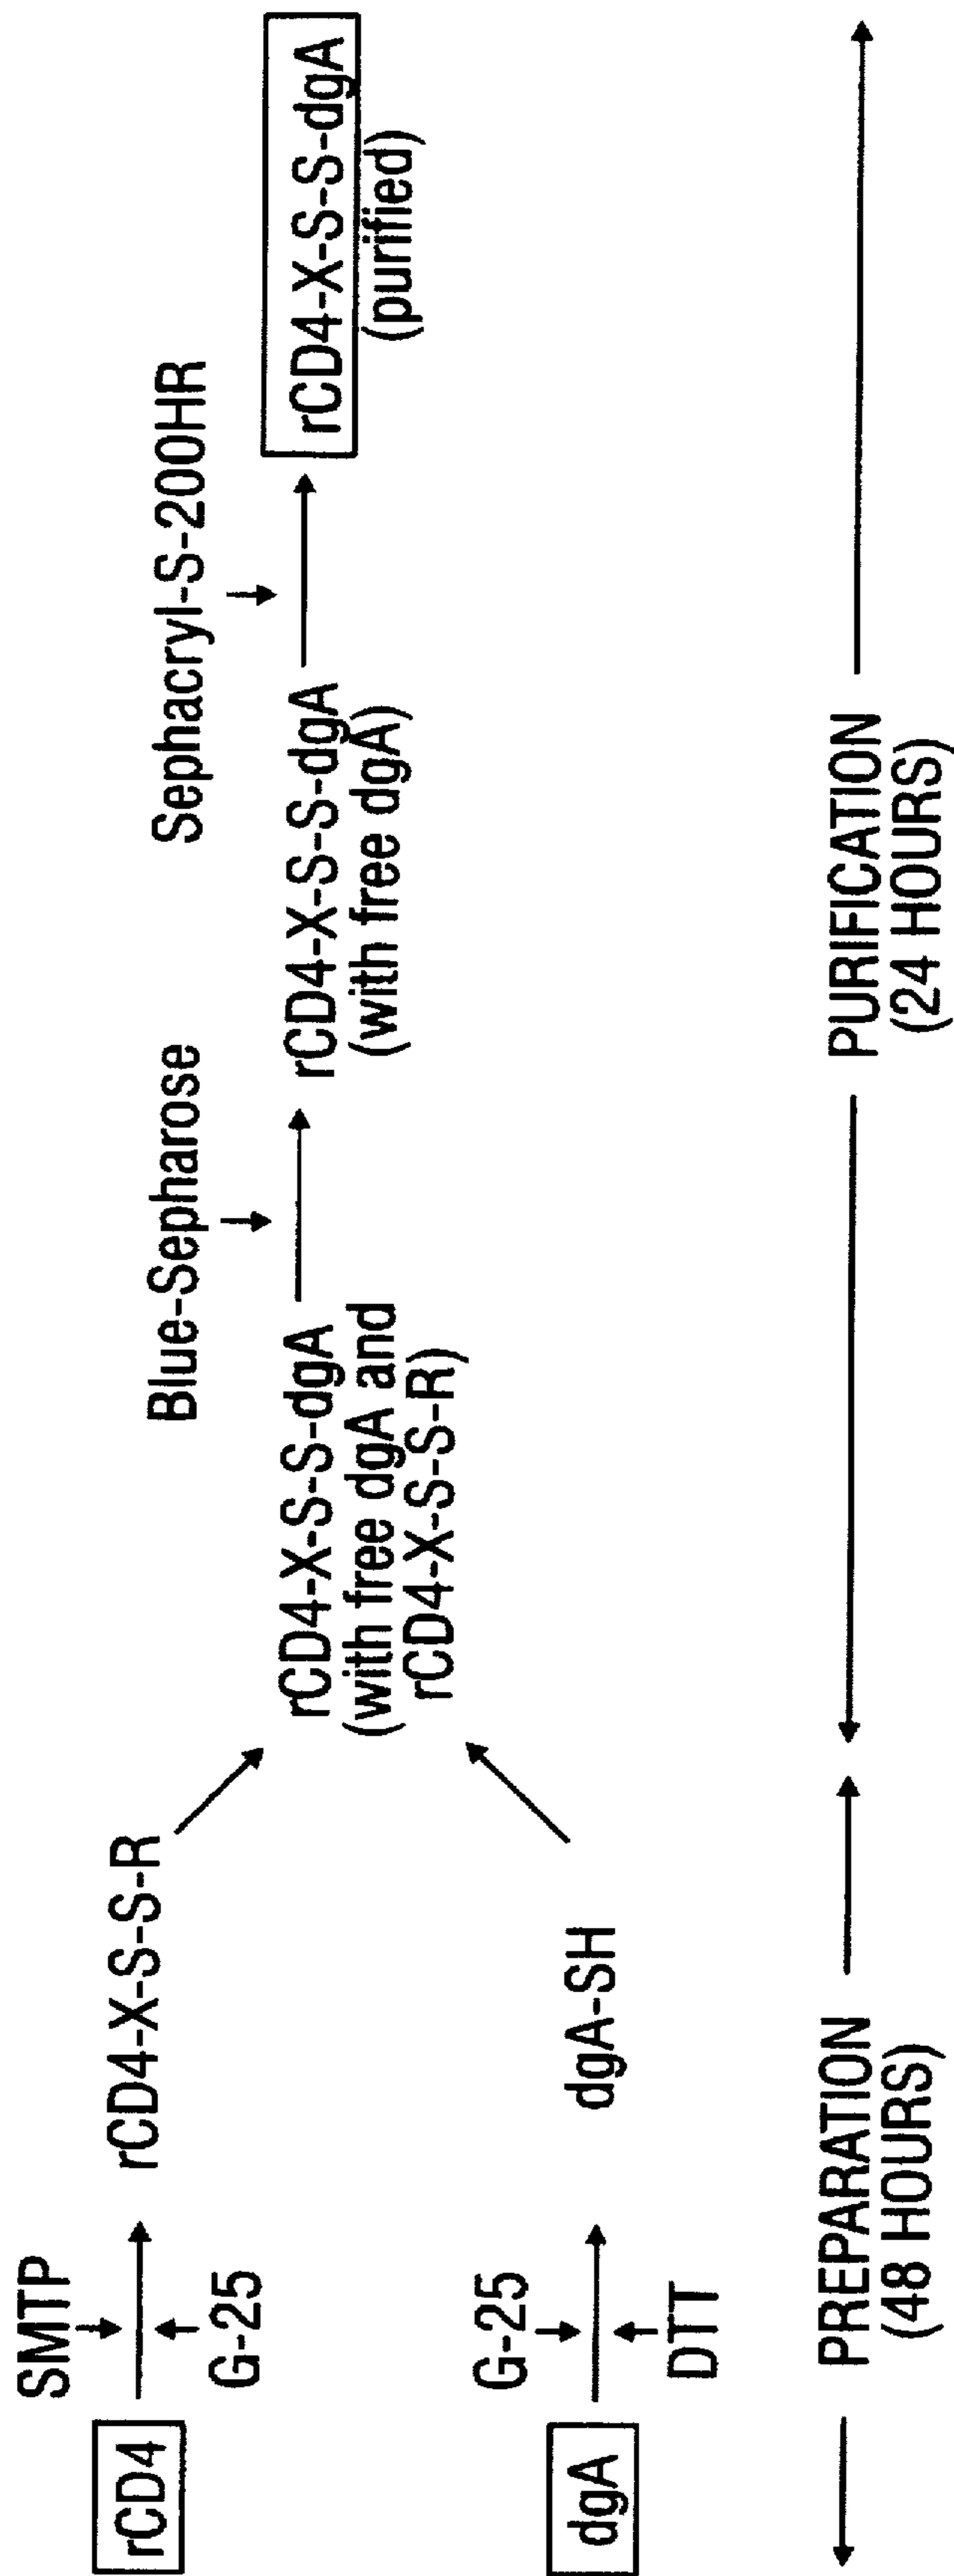 SMTP
rCD4
G-25
rCD4-X-S-S-R
G-25
dgA
DTT
dgA-SH
rCD4-X-S-S-dgA
(with free dgA and
rCD4-X-S-S-R)
Blue-Sepharose
rCD4-X-S-S-dgA
(with free dgA)
Sephacryl-S-200HR
rCD4-X-S-S-dgA
(purified)
PREPARATION
(48 HOURS)
PURIFICATION
(24 HOURS)